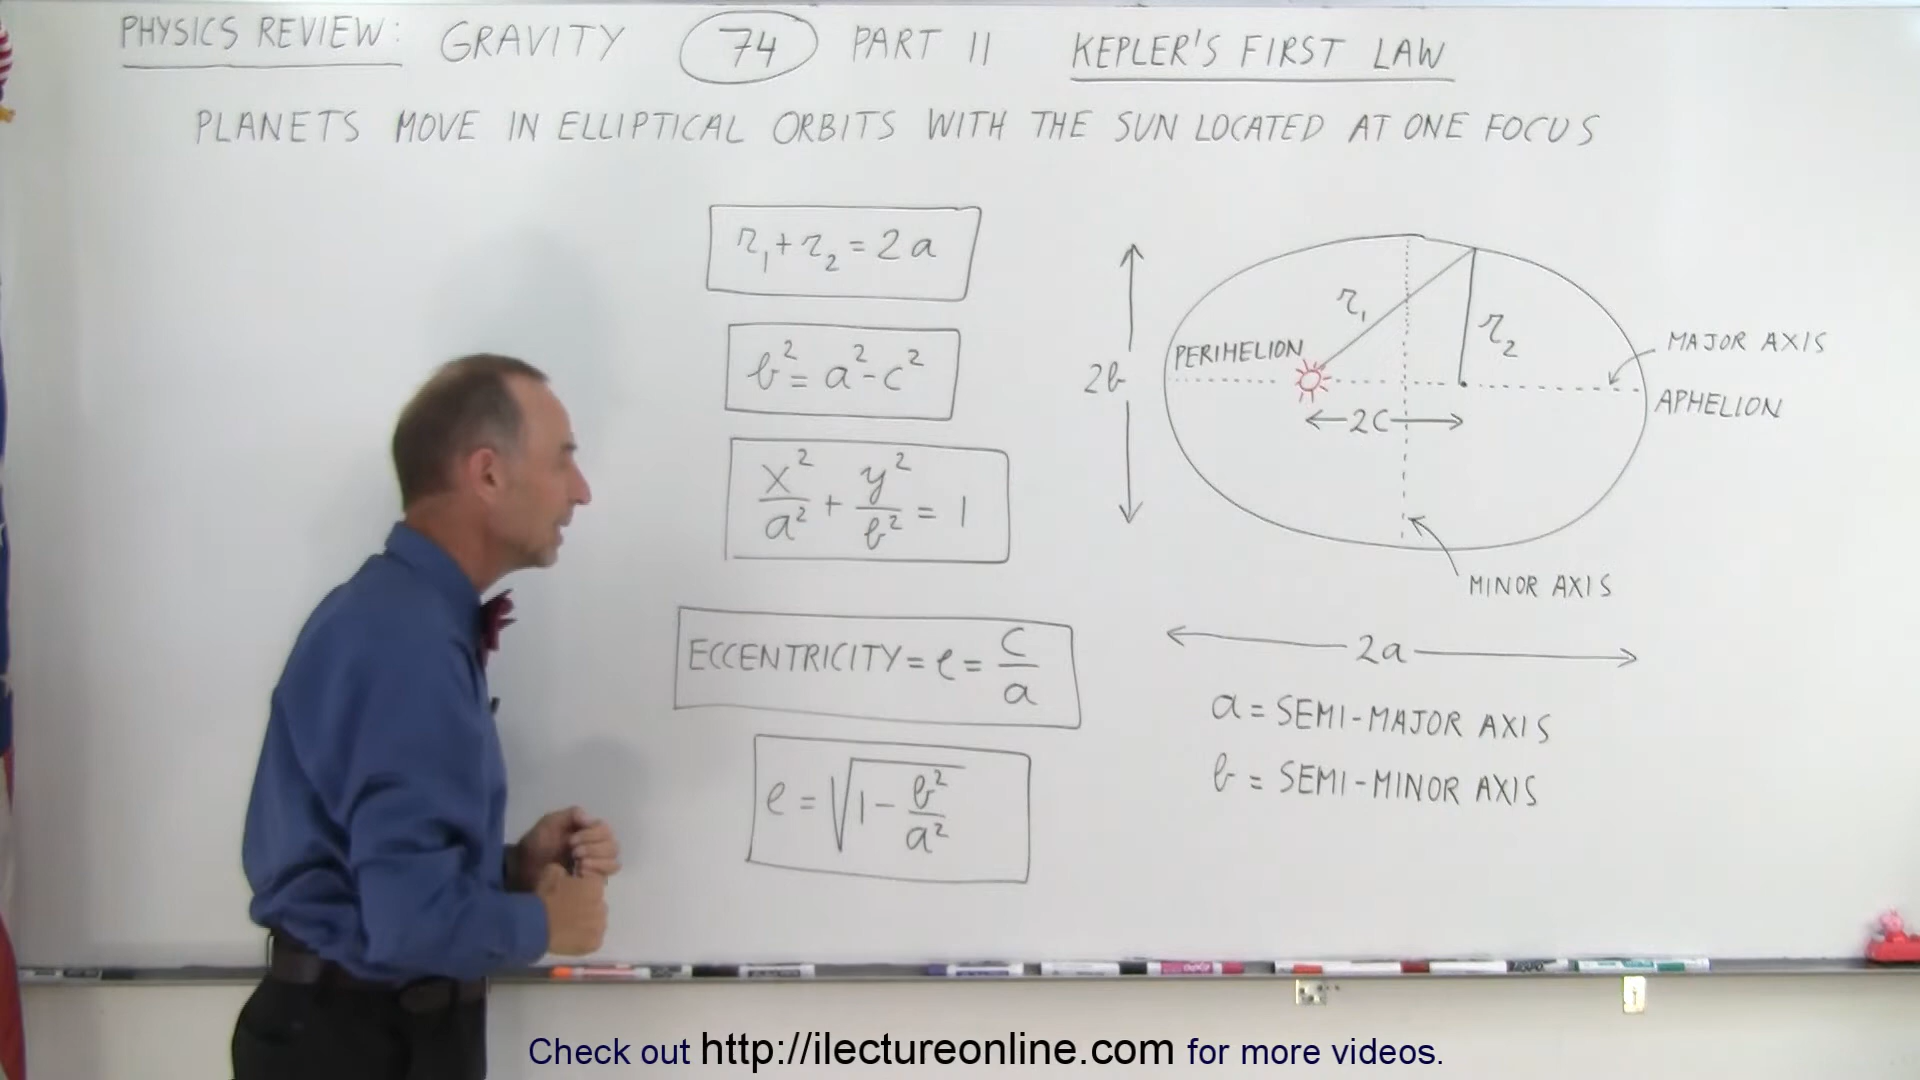 PHYSICS REVIEW: GRAVITY 74 PART II KEPLER'S FIRST LAW
PLANETS MOVE IN ELLIPTICAL ORBITS WITH THE SUN LOCATED AT ONE FOCUS
r₁ + r₂ = 2a
b² = a² - c²
x²/a² + y²/b² = 1
ECCENTRICITY = e = c/a
e = √(1 - b²/a²)
r₁
r₂
PERIHELION
MAJOR AXIS
2b
APHELION
2C
MINOR AXIS
2a
a = SEMI-MAJOR AXIS
b = SEMI-MINOR AXIS
Check out http://ilectureonline.com for more videos.